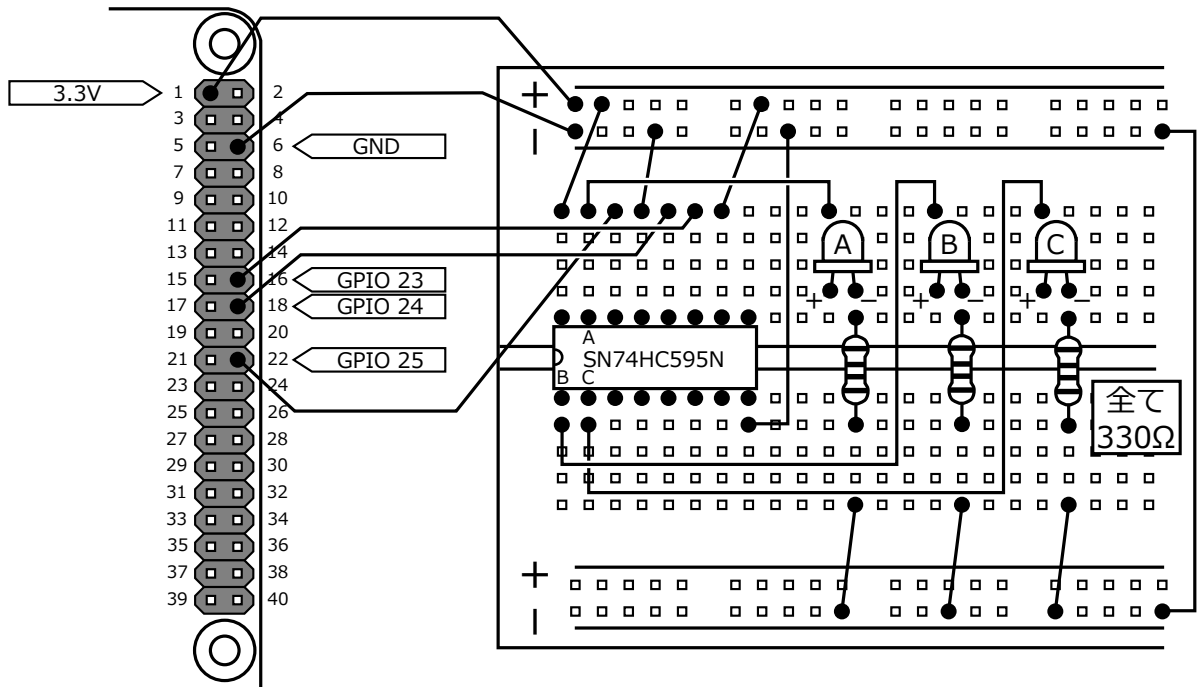 3.3V
1 2
3 4
5 6
GND
7 8
9 10
11 12
13 14
15 16
GPIO 23
17 18
GPIO 24
19 20
21 22
GPIO 25
23 24
25 26
27 28
29 30
31 32
33 34
35 36
37 38
39 40
+
−
A B C
+ − + − + −
A
SN74HC595N
B C
全て
330Ω
+
−